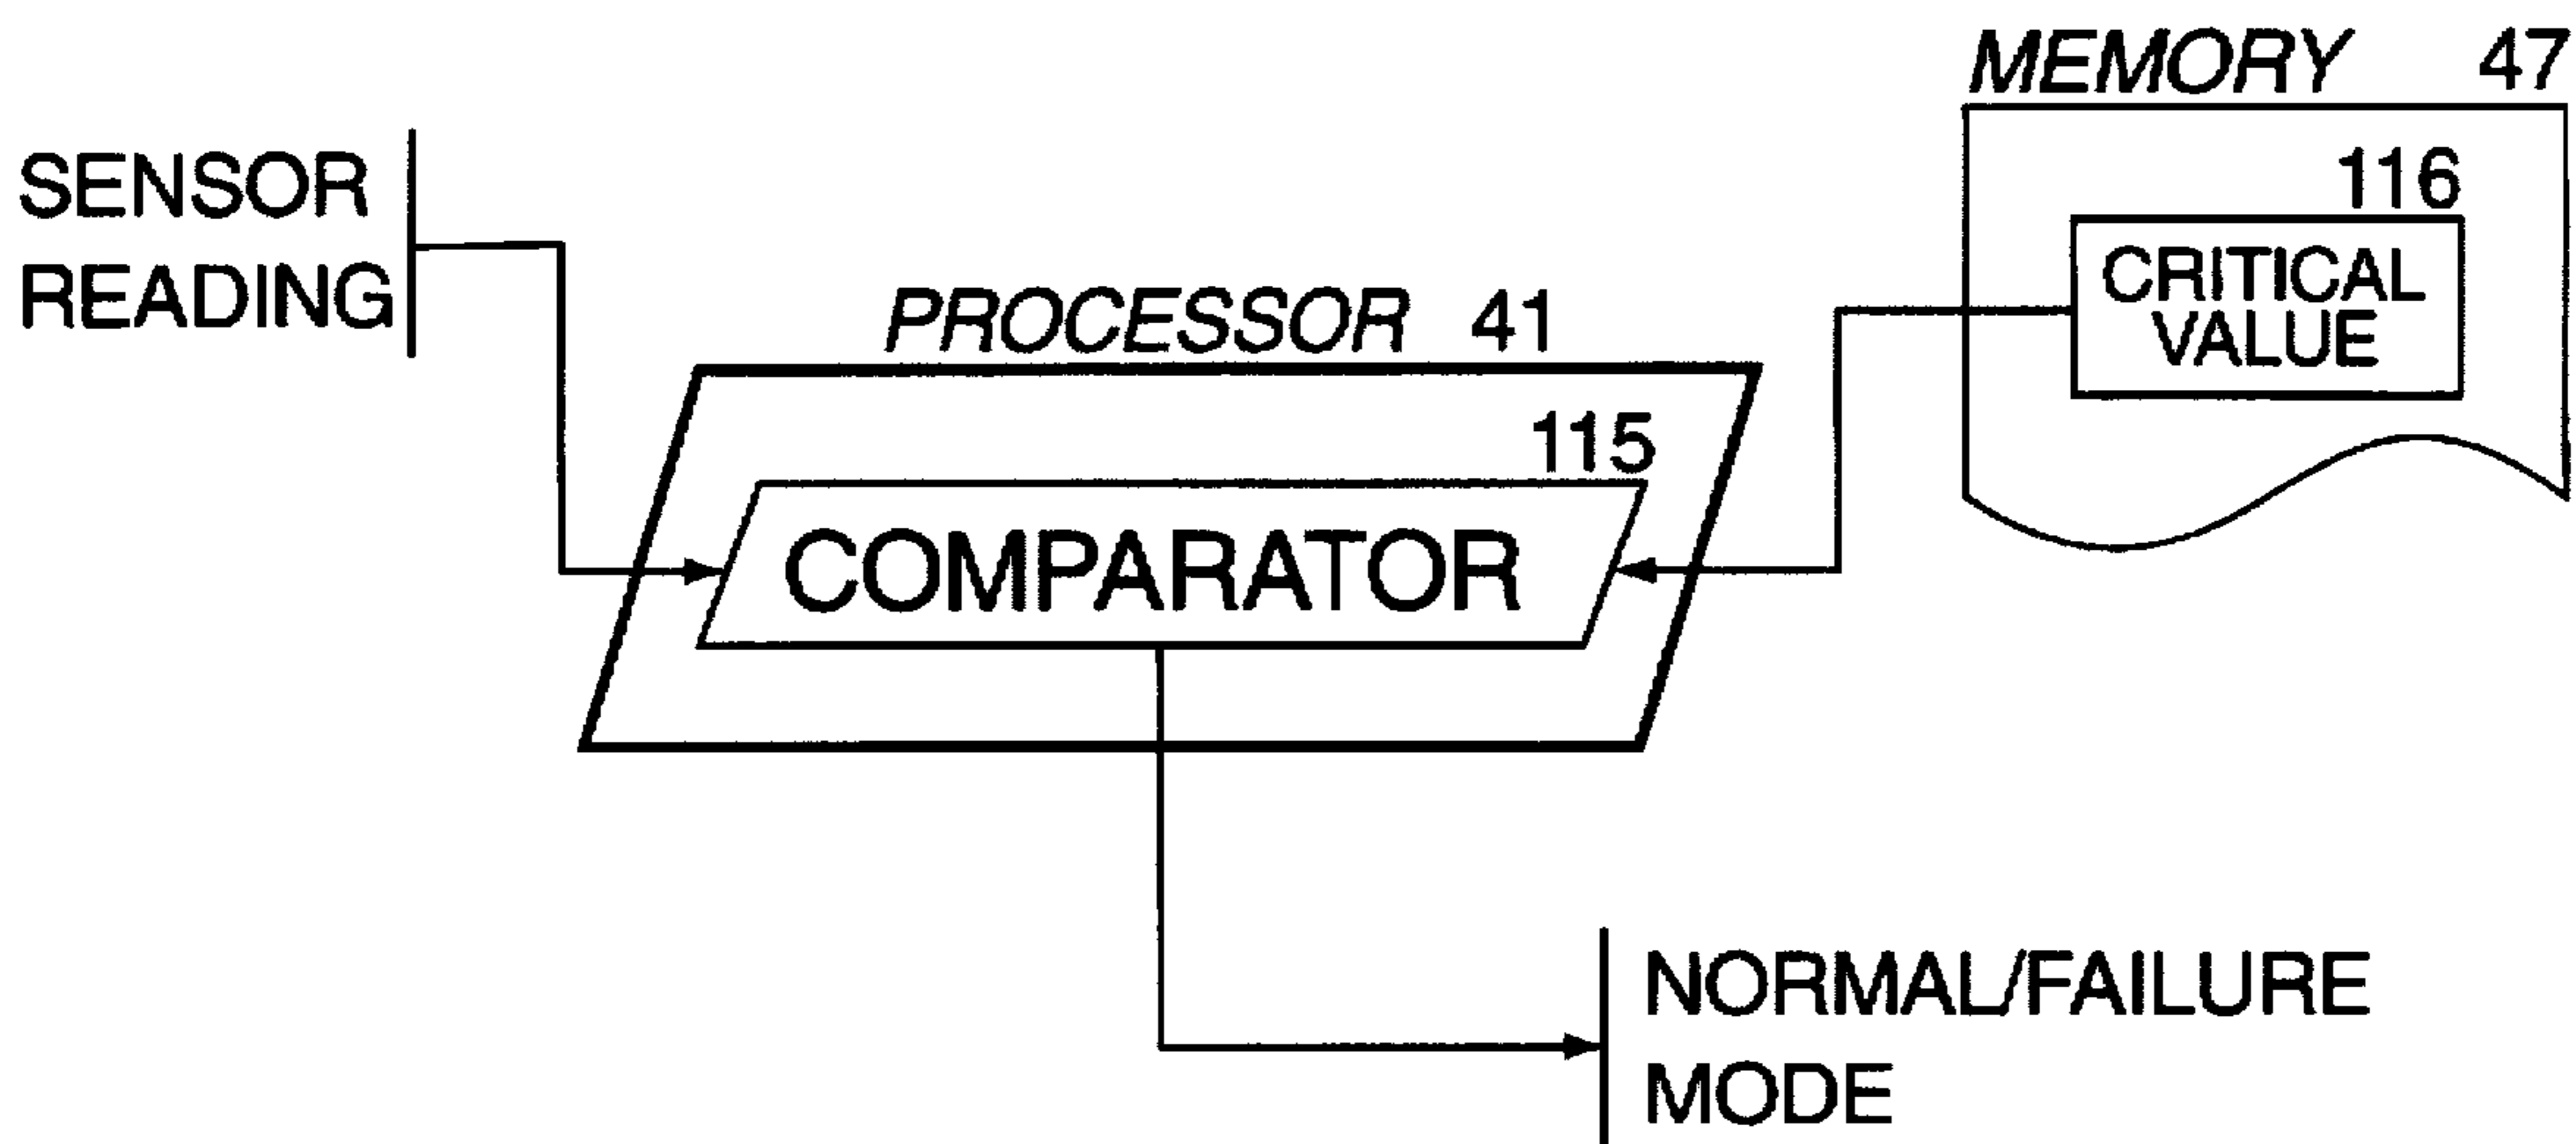 MEMORY 47
116
SENSOR
READING
CRITICAL
VALUE
PROCESSOR 41
115
COMPARATOR
NORMAL/FAILURE
MODE